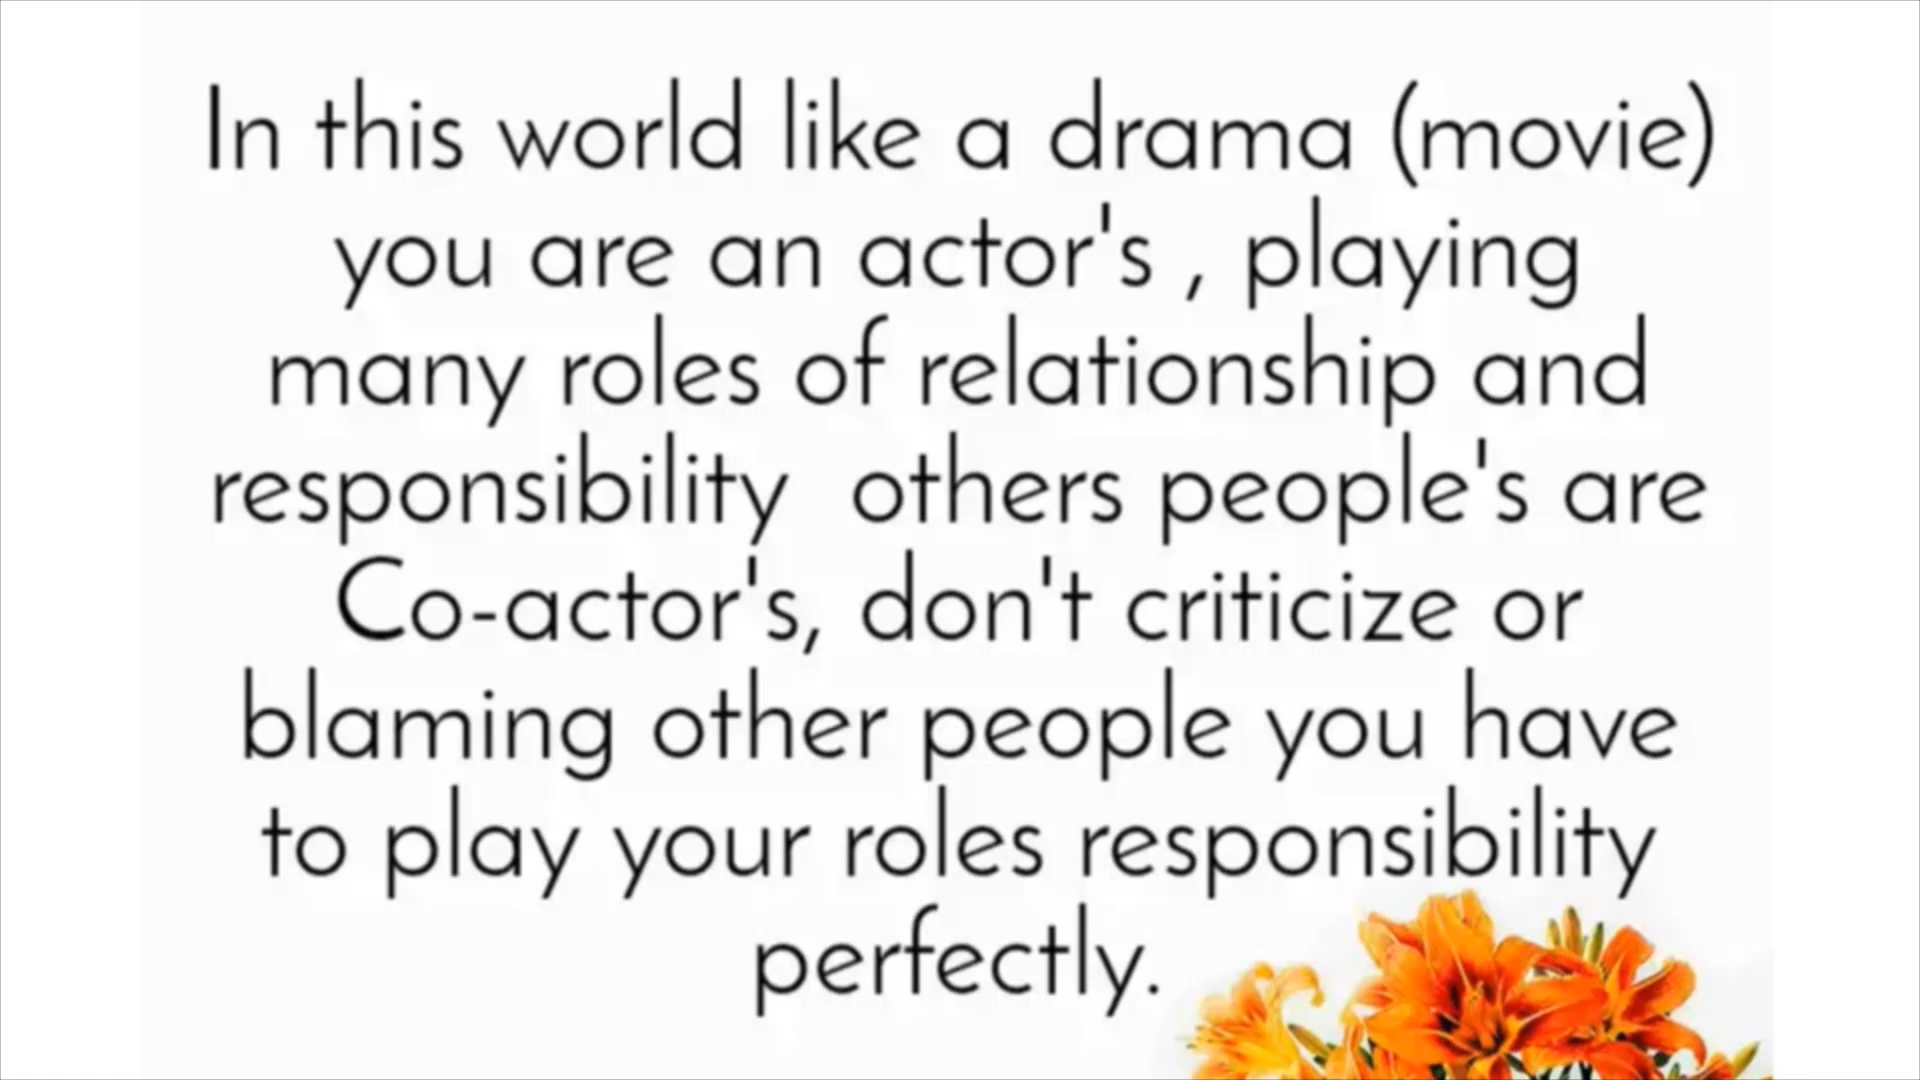 In this world like a drama (movie)
you are an actor's , playing
many roles of relationship and
responsibility  others people's are
Co-actor's, don't criticize or
blaming other people you have
to play your roles responsibility
perfectly.